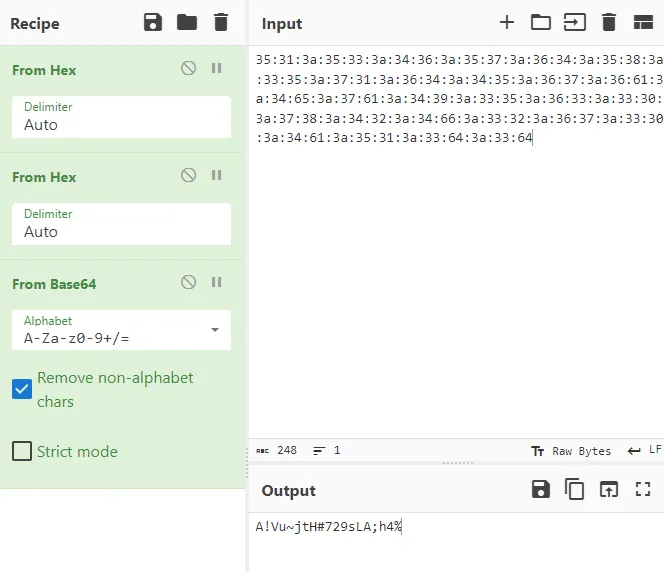 Recipe
From Hex
Delimiter
Auto
From Hex
Delimiter
Auto
From Base64
Alphabet
A-Za-z0-9+/=
Remove non-alphabet
chars
Strict mode
Input
35:31:3a:35:33:3a:34:36:3a:35:37:3a:36:34:3a:35:38:3a
:33:35:3a:37:31:3a:36:34:3a:34:35:3a:36:37:3a:36:61:3
a:34:65:3a:37:61:3a:34:39:3a:33:35:3a:36:33:3a:33:30:
3a:37:38:3a:34:32:3a:34:66:3a:33:32:3a:36:37:3a:33:30
:3a:34:61:3a:35:31:3a:33:64:3a:33:64
ABC 248 1 Tт Raw Bytes LF
Output
A!Vu~jtH#729sLA;h4%